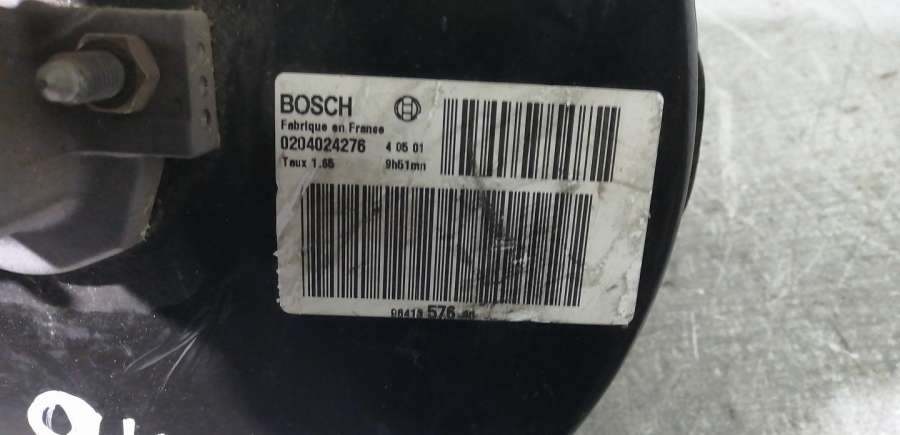 BOSCH
Fabrique en France
0204024276 4 05 01
Taux 1.65 9h51mn
576